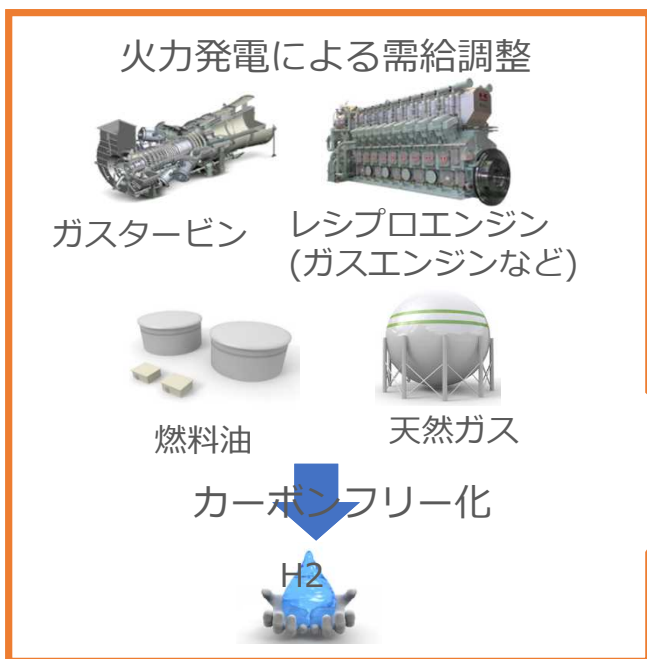 火力発電による需給調整
ガスタービン
レシプロエンジン
(ガスエンジンなど)
燃料油
天然ガス
カーボンフリー化
H2